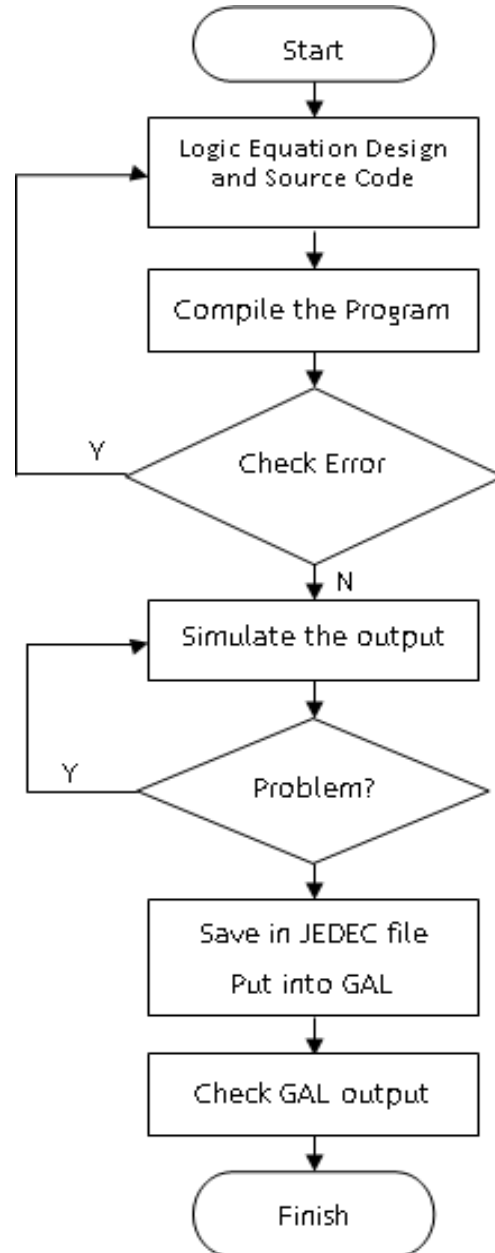 Start
Logic Equation Design
and Source Code
Compile the Program
Check Error
Y
N
Simulate the output
Y
Problem?
Save in JEDEC file
Put into GAL
Check GAL output
Finish